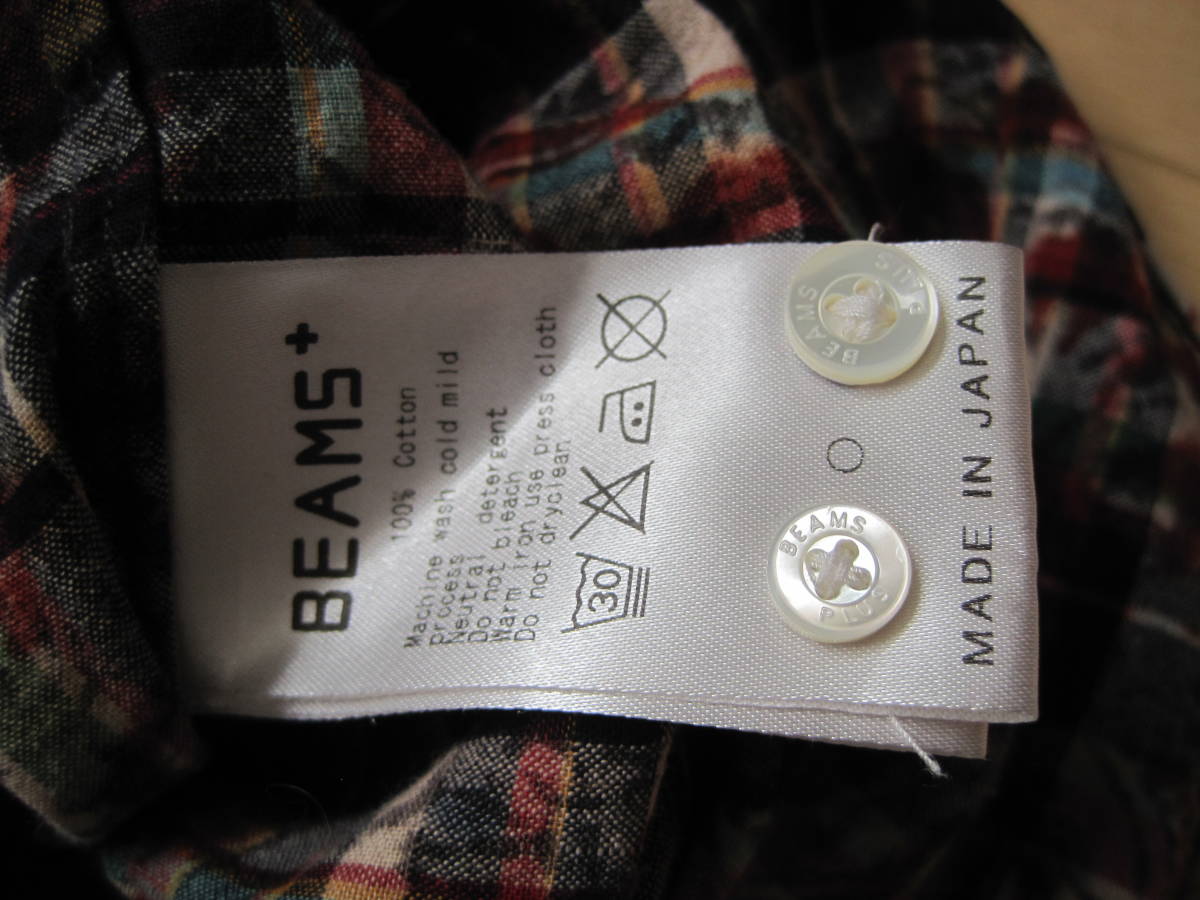 BEAMS+
100% Cotton
Machine wash cold mild
process
Neutral detergent
Do not bleach
Warm iron use press cloth
Do not dryclean
30
BEAMS PLUS
BEAMS PLUS
MADE IN JAPAN